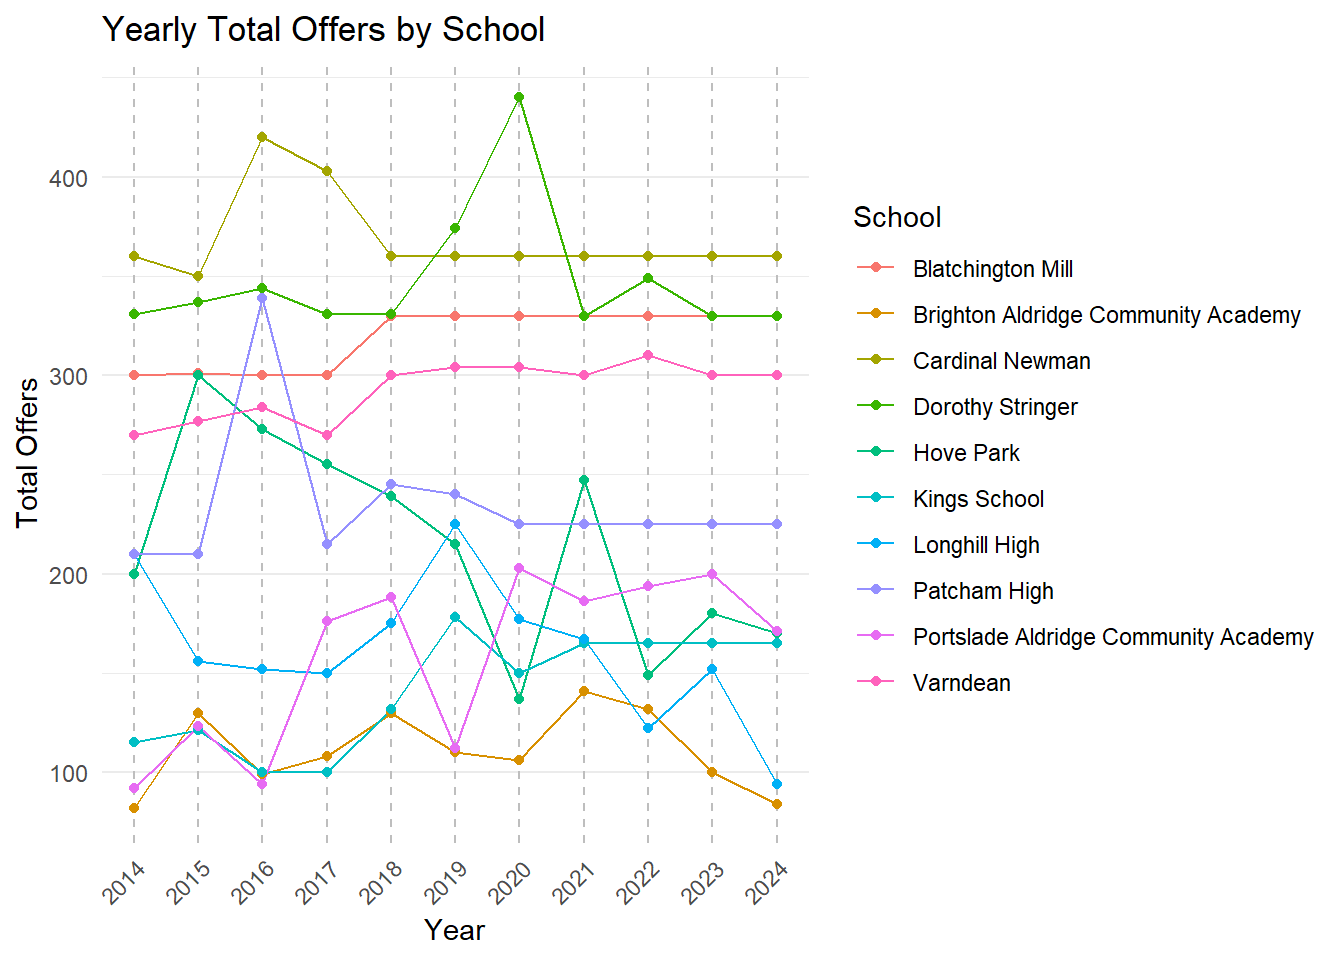 Yearly Total Offers by School
400
300
200
100
Total Offers
2014
2015
2016
2017
2018
2019
2020
2021
2022
2023
2024
Year
School
Blatchington Mill
Brighton Aldridge Community Academy
Cardinal Newman
Dorothy Stringer
Hove Park
Kings School
Longhill High
Patcham High
Portslade Aldridge Community Academy
Varndean